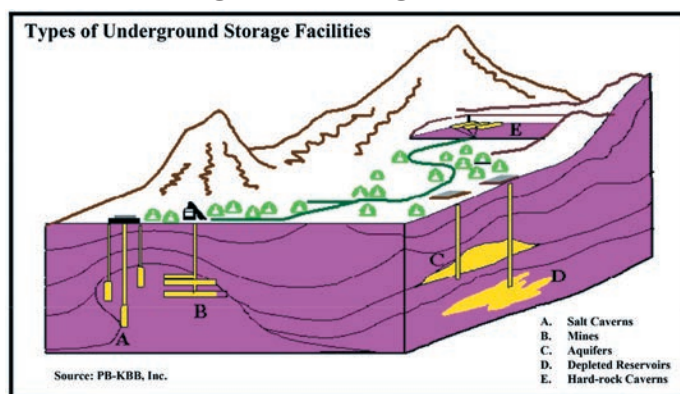 Types of Underground Storage Facilities
E
C
D
B
A
A. Salt Caverns
B. Mines
C. Aquifers
D. Depleted Reservoirs
E. Hard-rock Caverns
Source: PB-KBB, Inc.